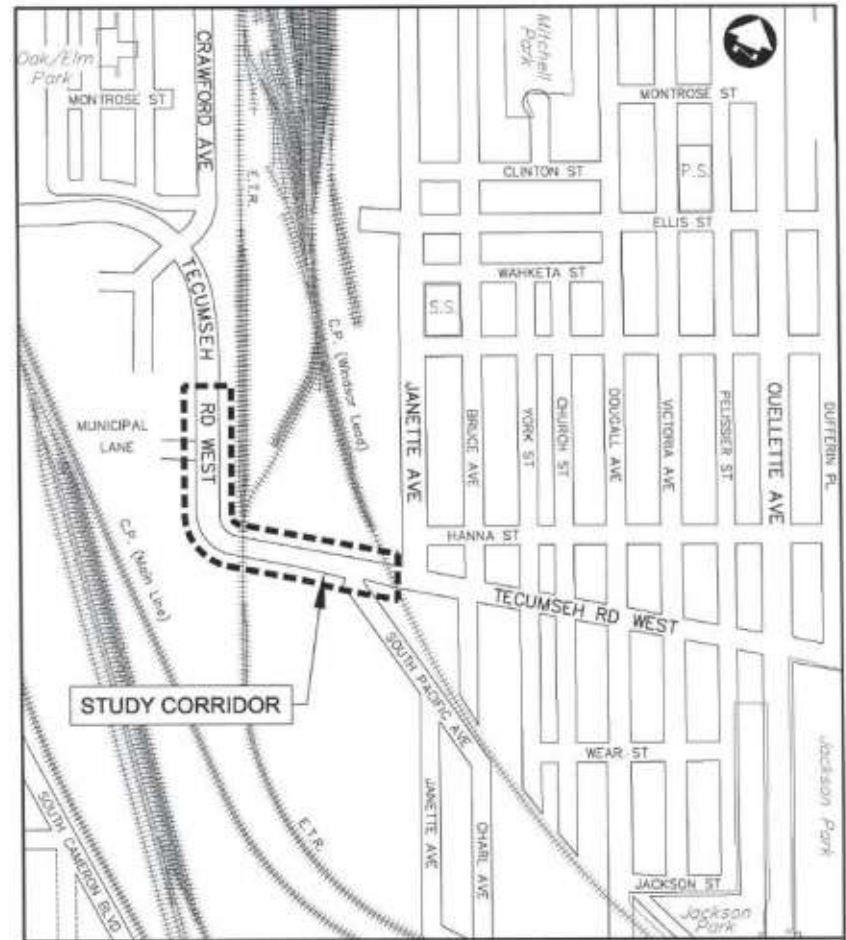 Oak/Elm
Park
MONTROSE ST
CRAWFORD AVE
E.T.R.
Mitchell
Park
MONTROSE ST
CLINTON ST
P.S.
ELLIS ST
WAHKETA ST
S.S.
TECUMSEH
RD WEST
C.P. (Windsor Lead)
MUNICIPAL
LANE
JANETTE AVE
BRUCE AVE
YORK ST
CHURCH ST
DOUGALL AVE
VICTORIA AVE
PELISSIER ST
OUELLETTE AVE
DUFFERIN PL
C.P. (Main Line)
HANNA ST
TECUMSEH RD WEST
SOUTH PACIFIC AVE
STUDY CORRIDOR
WEAR ST
Jackson Park
SOUTH CAMERON BLVD
E.T.R.
JANETTE AVE
CHARL AVE
JACKSON ST
Jackson
Park